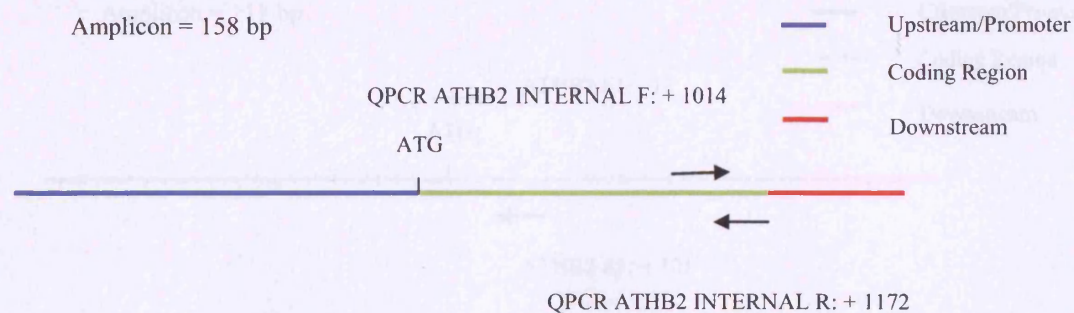 Amplicon = 158 bp
Upstream/Promoter
Coding Region
Downstream
QPCR ATHB2 INTERNAL F: + 1014
ATG
QPCR ATHB2 INTERNAL R: + 1172